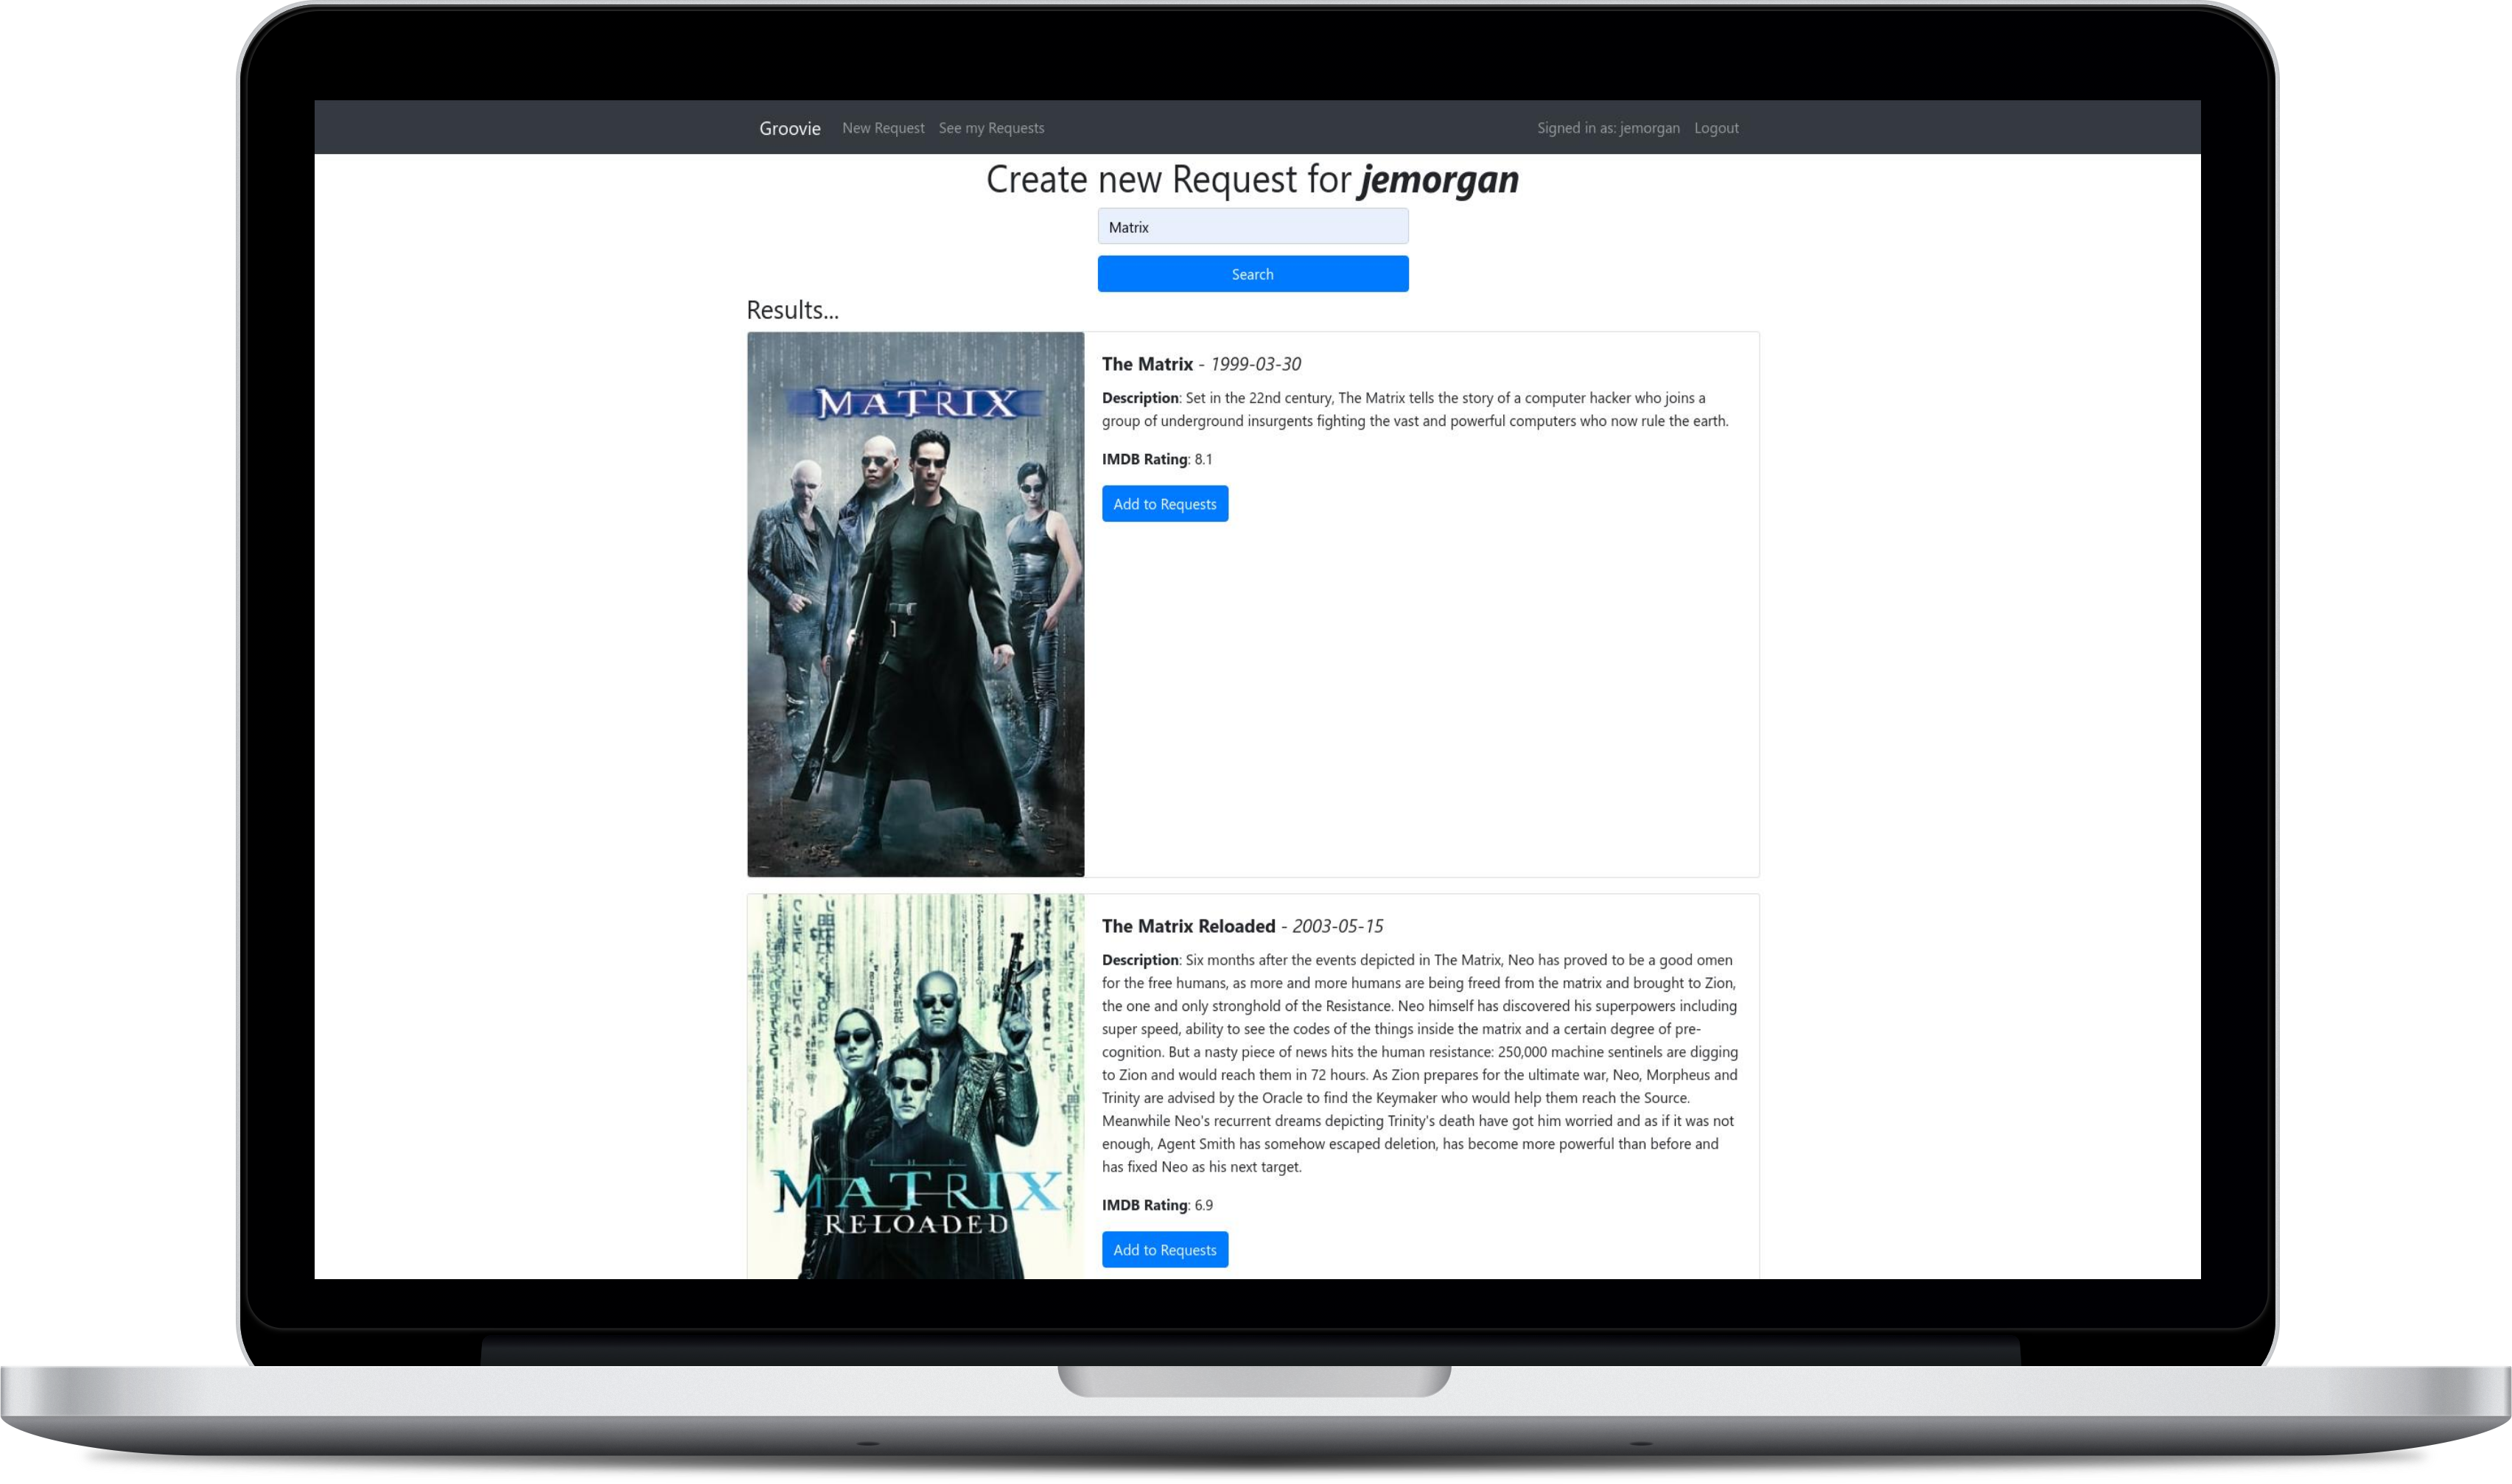 Groovie New Request See my Requests Signed in as: jemorgan Logout
Create new Request for jemorgan
Matrix
Search
Results...
THE
MATRIX
The Matrix - 1999-03-30
Description: Set in the 22nd century, The Matrix tells the story of a computer hacker who joins a
group of underground insurgents fighting the vast and powerful computers who now rule the earth.
IMDB Rating: 8.1
Add to Requests
THE
MATRIX
RELOADED
The Matrix Reloaded - 2003-05-15
Description: Six months after the events depicted in The Matrix, Neo has proved to be a good omen
for the free humans, as more and more humans are being freed from the matrix and brought to Zion,
the one and only stronghold of the Resistance. Neo himself has discovered his superpowers including
super speed, ability to see the codes of the things inside the matrix and a certain degree of pre-
cognition. But a nasty piece of news hits the human resistance: 250,000 machine sentinels are digging
to Zion and would reach them in 72 hours. As Zion prepares for the ultimate war, Neo, Morpheus and
Trinity are advised by the Oracle to find the Keymaker who would help them reach the Source.
Meanwhile Neo's recurrent dreams depicting Trinity's death have got him worried and as if it was not
enough, Agent Smith has somehow escaped deletion, has become more powerful than before and
has fixed Neo as his next target.
IMDB Rating: 6.9
Add to Requests